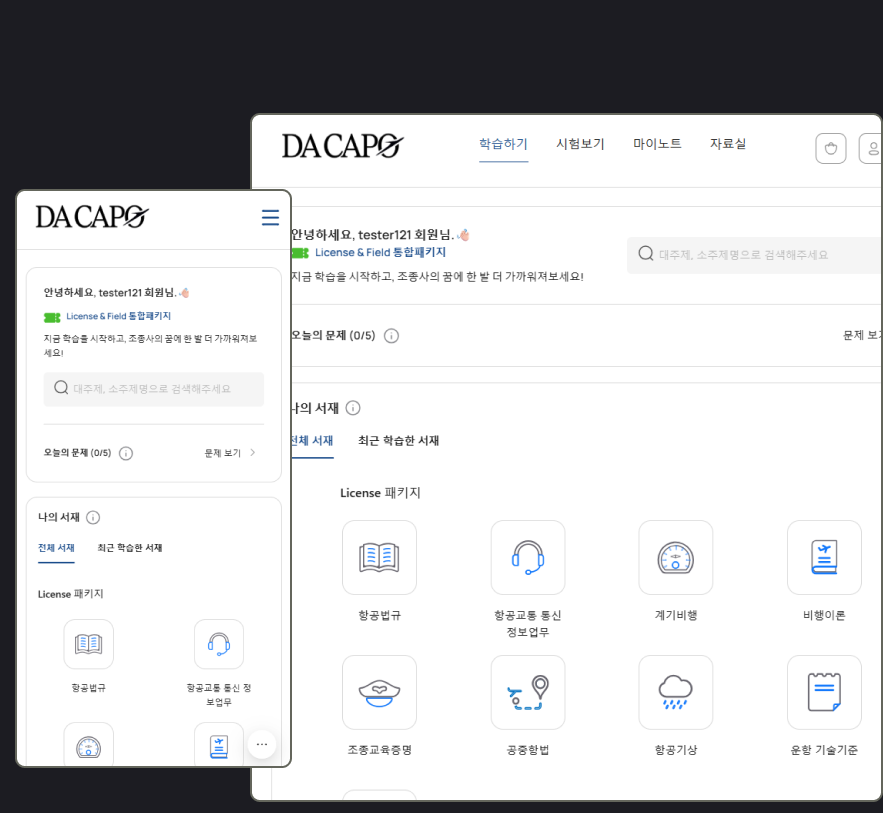 DACAPO
학습하기 시험보기 마이노트 자료실
안녕하세요, tester121 회원님.
License & Field 통합패키지
지금 학습을 시작하고, 조종사의 꿈에 한 발 더 가까워져보세요!
대주제, 소주제명으로 검색해주세요
오늘의 문제 (0/5)
문제 보기
나의 서재
전체 서재 최근 학습한 서재
License 패키지
항공법규
항공교통 통신
정보업무
계기비행
비행이론
조종교육증명
공중항법
항공기상
운항 기술기준
DACAPO
안녕하세요, tester121 회원님.
License & Field 통합패키지
지금 학습을 시작하고, 조종사의 꿈에 한 발 더 가까워져보
세요!
대주제, 소주제명으로 검색해주세요
오늘의 문제 (0/5)
문제 보기
나의 서재
전체 서재 최근 학습한 서재
License 패키지
항공법규
항공교통 통신 정
보업무